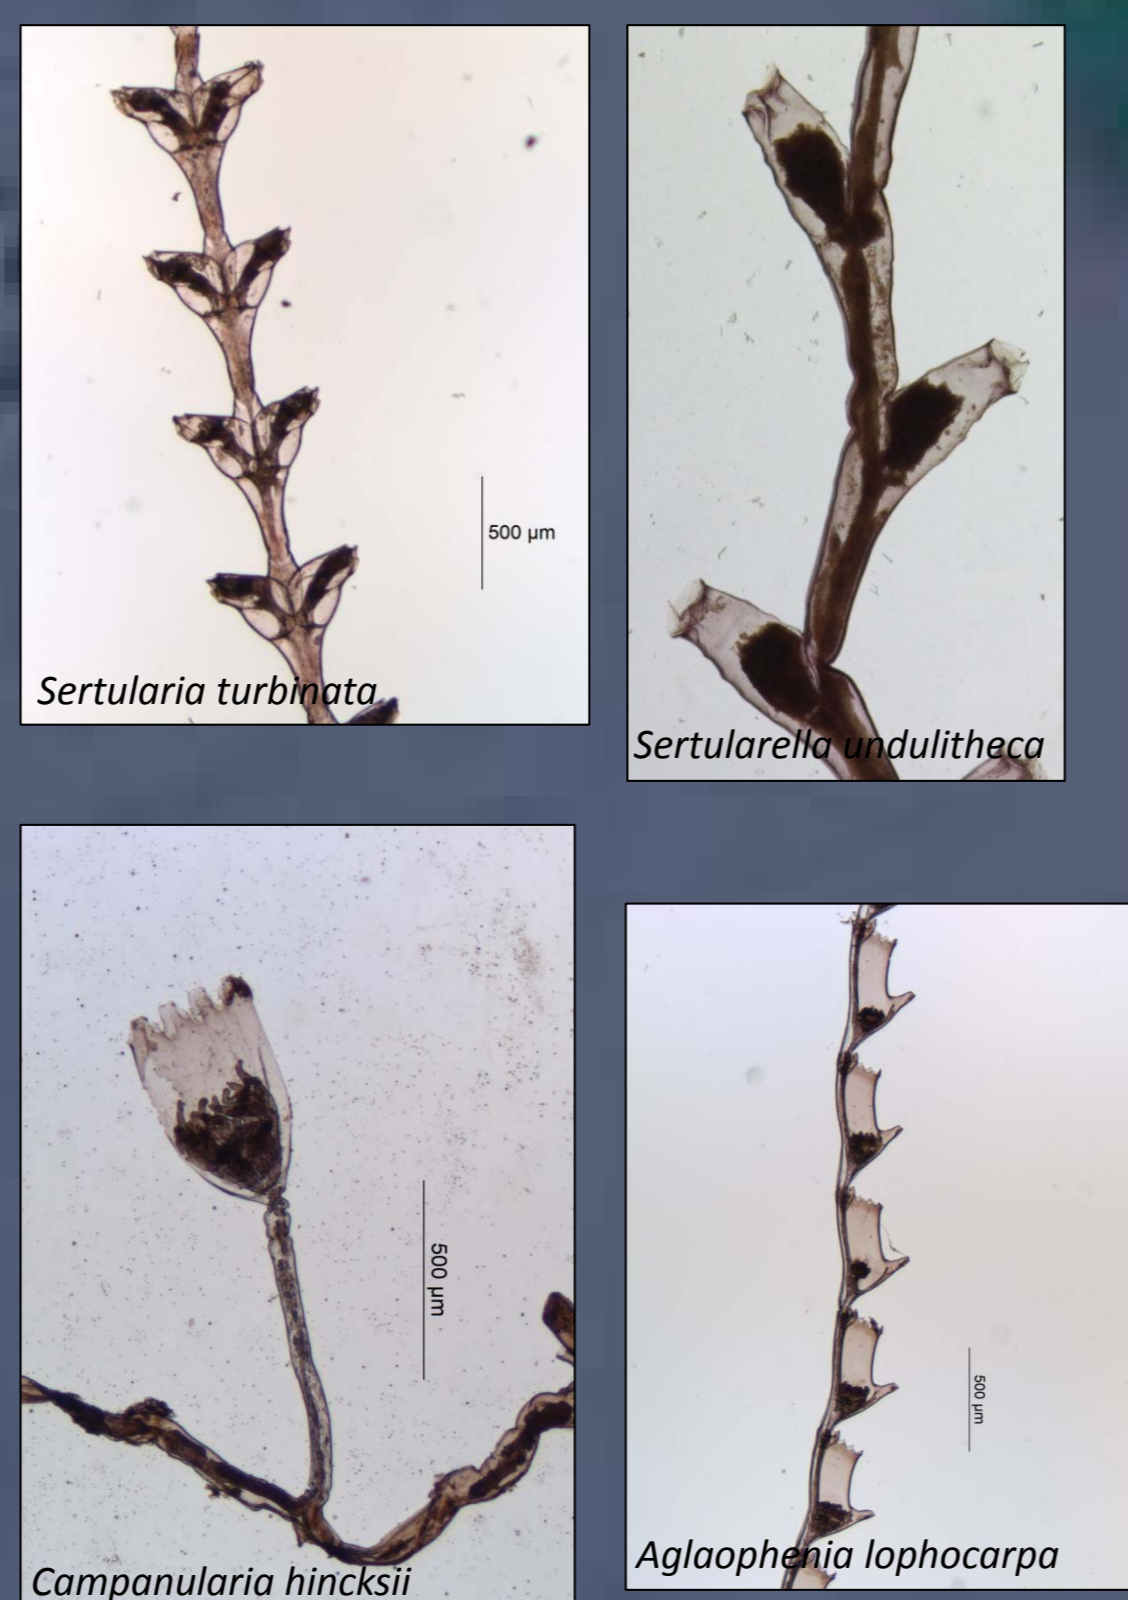 500 µm
Sertularia turbinata
Sertularella undulitheca
500 µm
Campanularia hincksii
500 µm
Aglaophenia lophocarpa